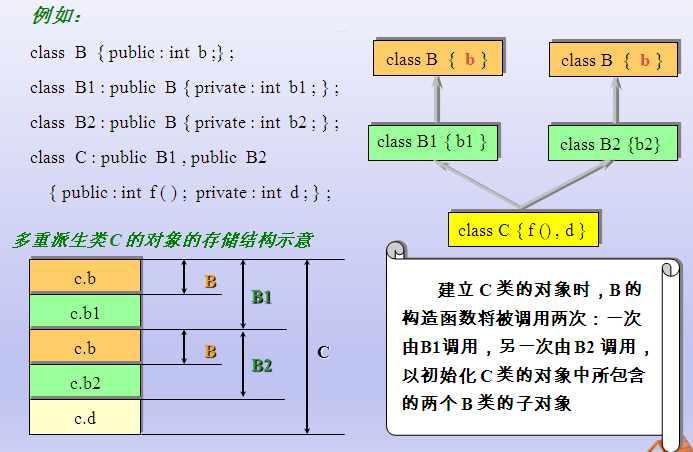 例如：
class B { public : int b ;} ;
class B1 : public B { private : int b1 ; } ;
class B2 : public B { private : int b2 ; } ;
class C : public B1 , public B2
{ public : int f ( ) ; private : int d ; } ;
class B { b }
class B { b }
class B1 { b1 }
class B2 {b2}
class C { f () , d }
多重派生类 C 的对象的存储结构示意
c.b
c.b1
c.b
c.b2
c.d
B
B1
B
B2
C
建立 C 类的对象时，B 的
构造函数将被调用两次：一次
由B1调用，另一次由B2 调用，
以初始化 C 类的对象中所包含
的两个 B 类的子对象